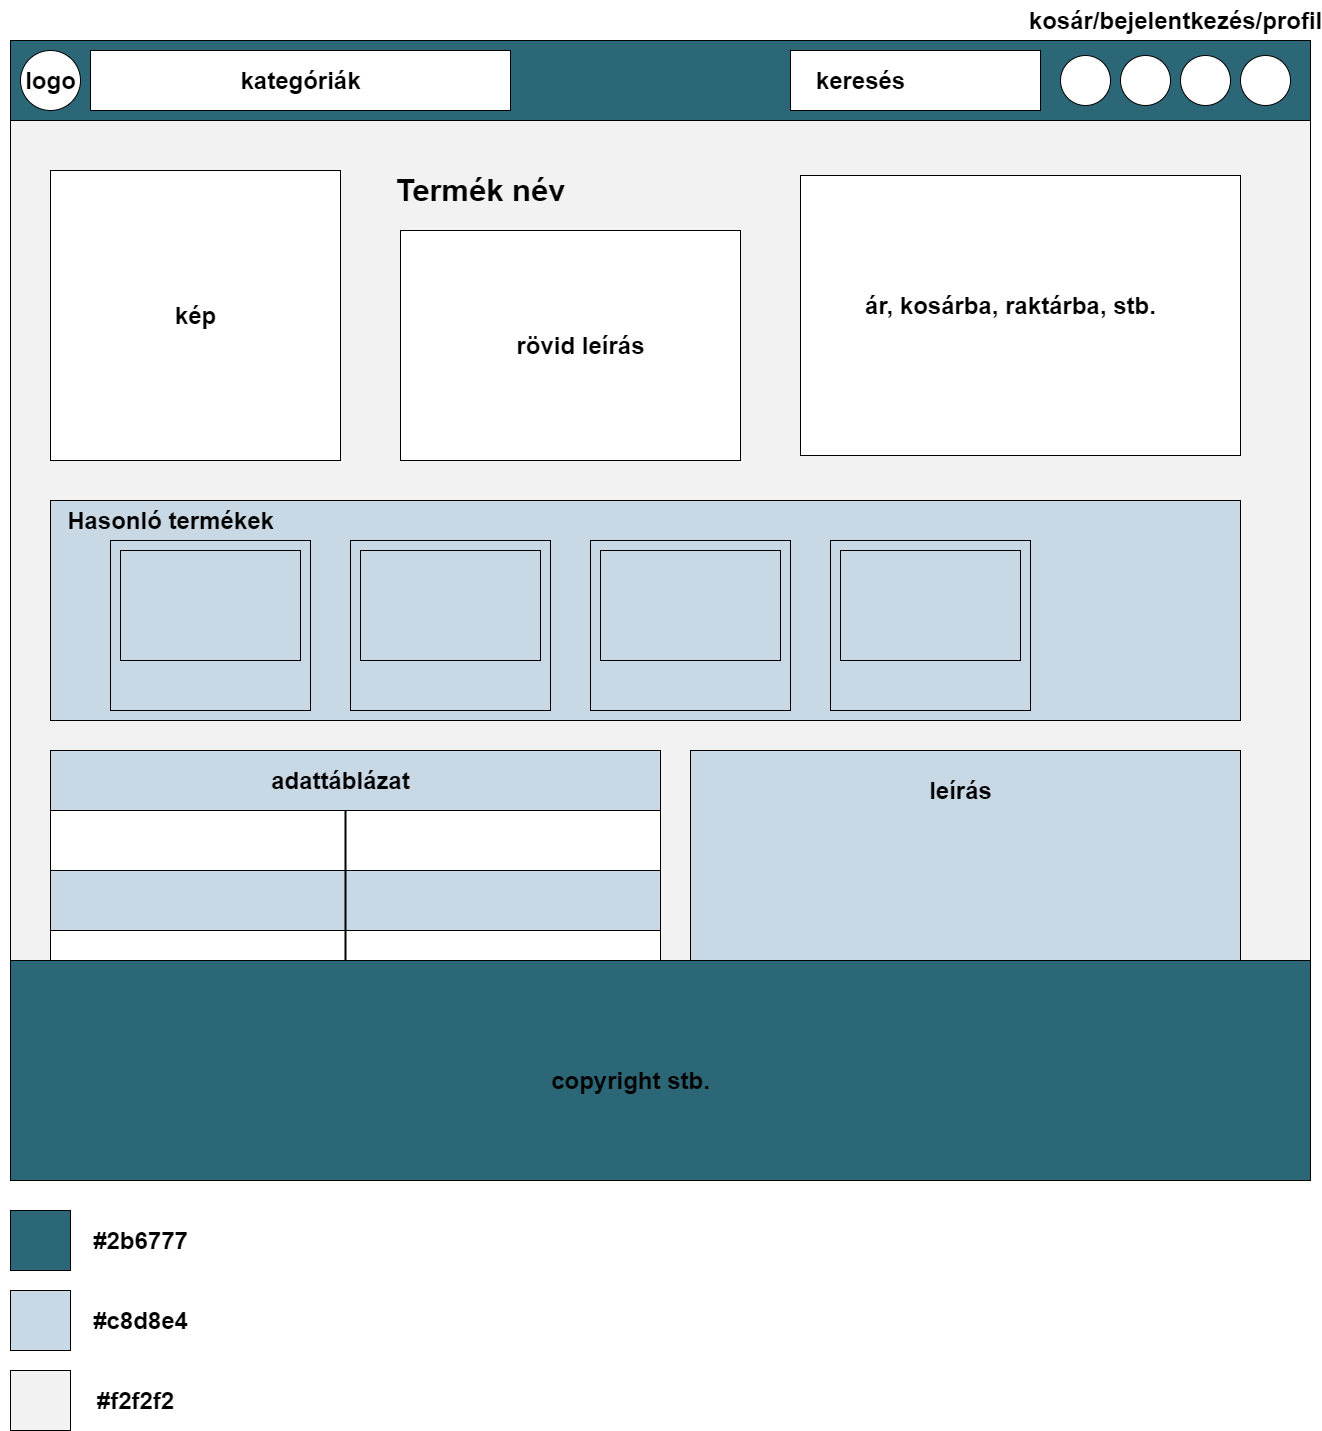 kosár/bejelentkezés/profil
logo
kategóriák
keresés
Termék név
kép
rövid leírás
ár, kosárba, raktárba, stb.
Hasonló termékek
adattáblázat
leírás
copyright stb.
#2b6777
#c8d8e4
#f2f2f2